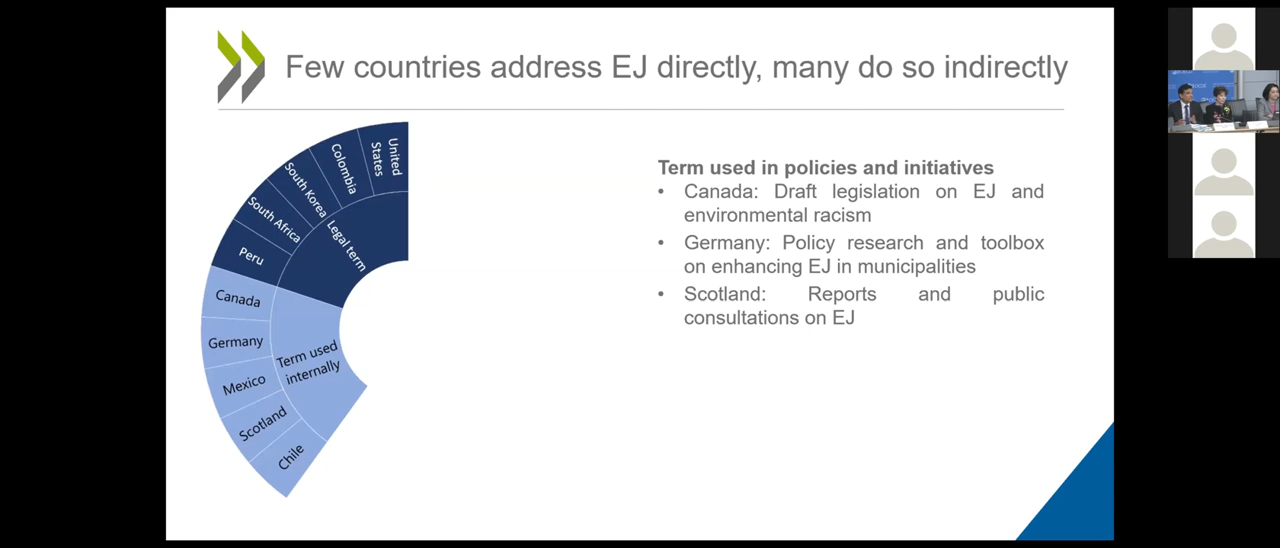 Few countries address EJ directly, many do so indirectly
United
States
Colombia
South Korea
South Africa
Peru
Legal term
Canada
Germany
Mexico
Scotland
Chile
Term used
internally
Term used in policies and initiatives
• Canada: Draft legislation on EJ and
environmental racism
• Germany: Policy research and toolbox
on enhancing EJ in municipalities
• Scotland: Reports and public
consultations on EJ